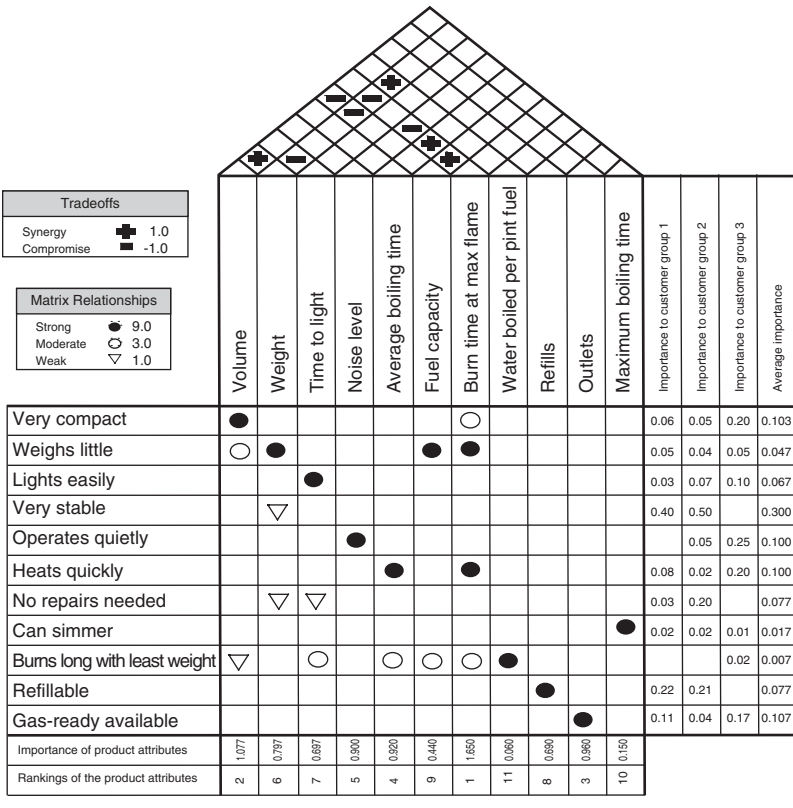 Tradeoffs
Synergy 1.0
Compromise -1.0
Matrix Relationships
Strong 9.0
Moderate 3.0
Weak 1.0
Volume
Weight
Time to light
Noise level
Average boiling time
Fuel capacity
Burn time at max flame
Water boiled per pint fuel
Refills
Outlets
Maximum boiling time
Importance to customer group 1
Importance to customer group 2
Importance to customer group 3
Average importance
Very compact 0.06 0.05 0.20 0.103
Weighs little 0.05 0.04 0.05 0.047
Lights easily 0.03 0.07 0.10 0.067
Very stable 0.40 0.50 0.300
Operates quietly 0.05 0.25 0.100
Heats quickly 0.08 0.02 0.20 0.100
No repairs needed 0.03 0.20 0.077
Can simmer 0.02 0.02 0.01 0.017
Burns long with least weight 0.02 0.007
Refillable 0.22 0.21 0.077
Gas-ready available 0.11 0.04 0.17 0.107
Importance of product attributes 1.077 0.797 0.697 0.900 0.920 0.440 1.650 0.060 0.690 0.960 0.150
Rankings of the product attributes 2 6 7 5 4 9 1 11 8 3 10